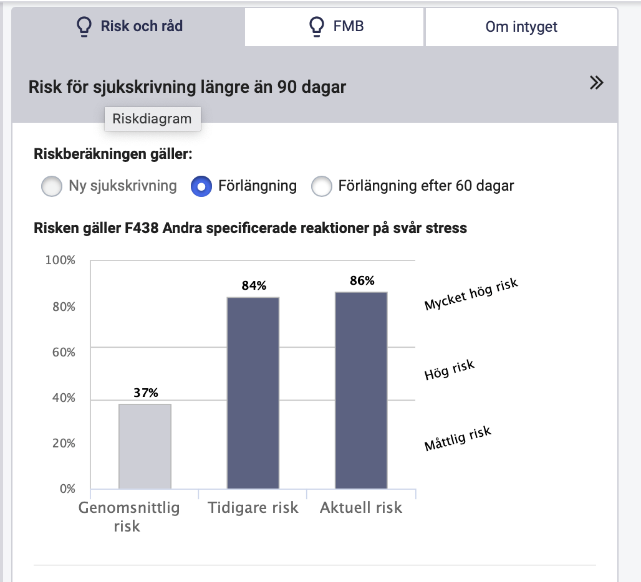 Risk och råd
FMB
Om intyget
Risk för sjukskrivning längre än 90 dagar
Riskdiagram
Riskberäkningen gäller:
Ny sjukskrivning
Förlängning
Förlängning efter 60 dagar
Risken gäller F438 Andra specificerade reaktioner på svår stress
100%
80%
60%
40%
20%
0%
37%
84%
86%
Mycket hög risk
Hög risk
Måttlig risk
Genomsnittlig
risk
Tidigare risk
Aktuell risk